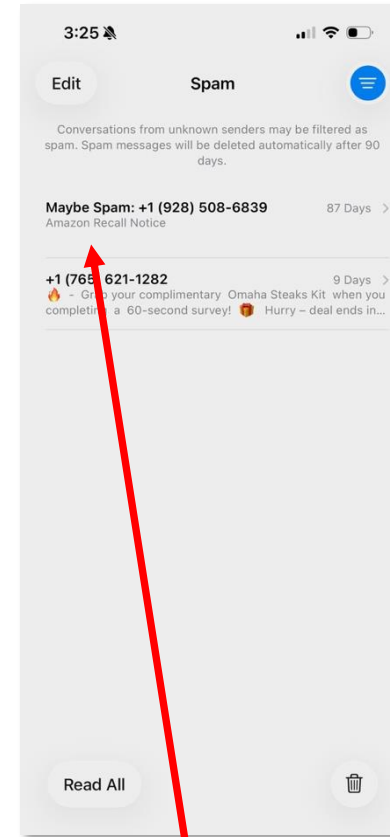 3:25
Edit
Spam
Conversations from unknown senders may be filtered as
spam. Spam messages will be deleted automatically after 90
days.
Maybe Spam: +1 (928) 508-6839 87 Days
Amazon Recall Notice
+1 (765) 621-1282 9 Days
🔥 - Grab your complimentary Omaha Steaks Kit when you
completing a 60-second survey! 🎁 Hurry – deal ends in...
Read All